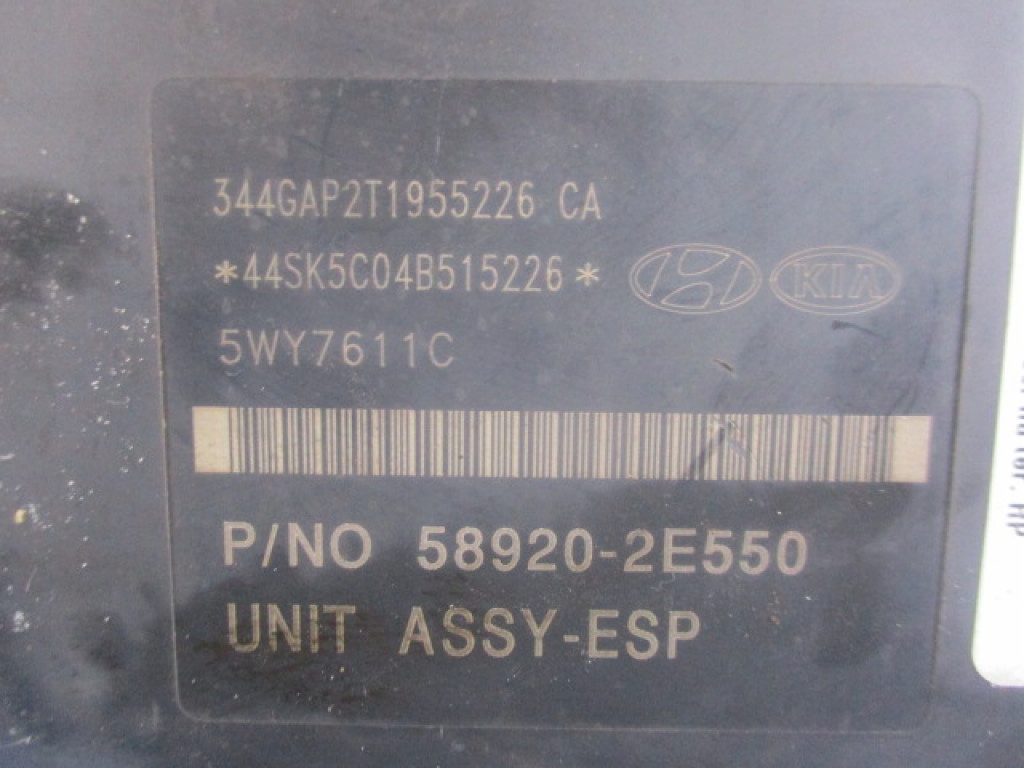 344GAP2T1955226 CA
*44SK5C04B515226*
KIA
5WY7611C
P/NO 58920-2E550
UNIT ASSY-ESP